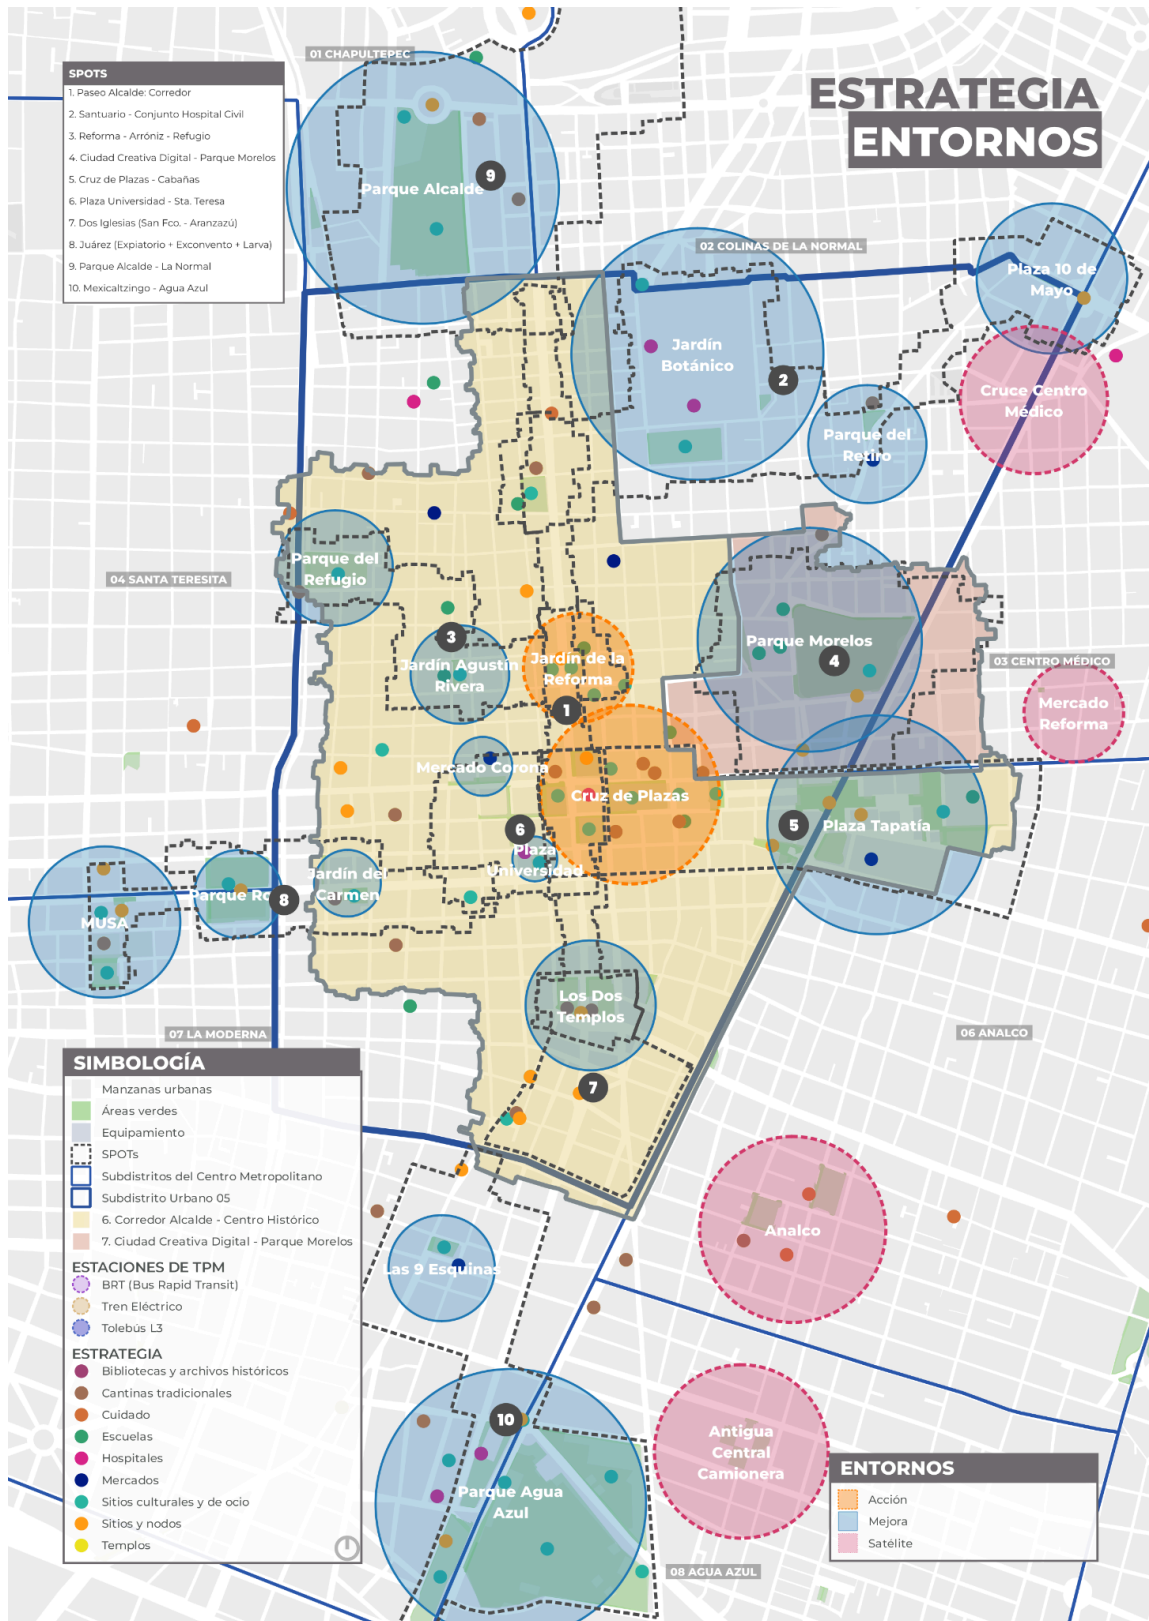 01 CHAPULTEPEC
SPOTS
1. Paseo Alcalde: Corredor
2. Santuario - Conjunto Hospital Civil
3. Reforma - Arróniz - Refugio
4. Ciudad Creativa Digital - Parque Morelos
5. Cruz de Plazas - Cabañas
6. Plaza Universidad - Sta. Teresa
7. Dos Iglesias (San Fco. - Aranzazú)
8. Juárez (Expiatorio + Exconvento + Larva)
9. Parque Alcalde - La Normal
10. Mexicaltzingo - Agua Azul
ESTRATEGIA
ENTORNOS
9
Parque Alcalde
02 COLINAS DE LA NORMAL
Plaza 10 de
Mayo
Jardín
Botánico
2
Cruce Centro
Médico
Parque del
Retiro
Parque del
Refugio
04 SANTA TERESITA
3
Jardín Agustín
Rivera
Jardín de la
Reforma
1
Parque Morelos
4
03 CENTRO MÉDICO
Mercado
Reforma
Mercado Corona
Cruz de Plazas
6
Plaza
Universidad
5
Plaza Tapatía
Jardín del
Carmen
Parque Ro
8
MUSA
Los Dos
Templos
07 LA MODERNA
06 ANALCO
7
SIMBOLOGÍA
Manzanas urbanas
Áreas verdes
Equipamiento
SPOTs
Subdistritos del Centro Metropolitano
Subdistrito Urbano 05
6. Corredor Alcalde - Centro Histórico
7. Ciudad Creativa Digital - Parque Morelos
ESTACIONES DE TPM
BRT (Bus Rapid Transit)
Tren Eléctrico
Tolebús L3
ESTRATEGIA
Bibliotecas y archivos históricos
Cantinas tradicionales
Cuidado
Escuelas
Hospitales
Mercados
Sitios culturales y de ocio
Sitios y nodos
Templos
Analco
Las 9 Esquinas
10
Parque Agua
Azul
Antigua
Central
Camionera
08 AGUA AZUL
ENTORNOS
Acción
Mejora
Satélite